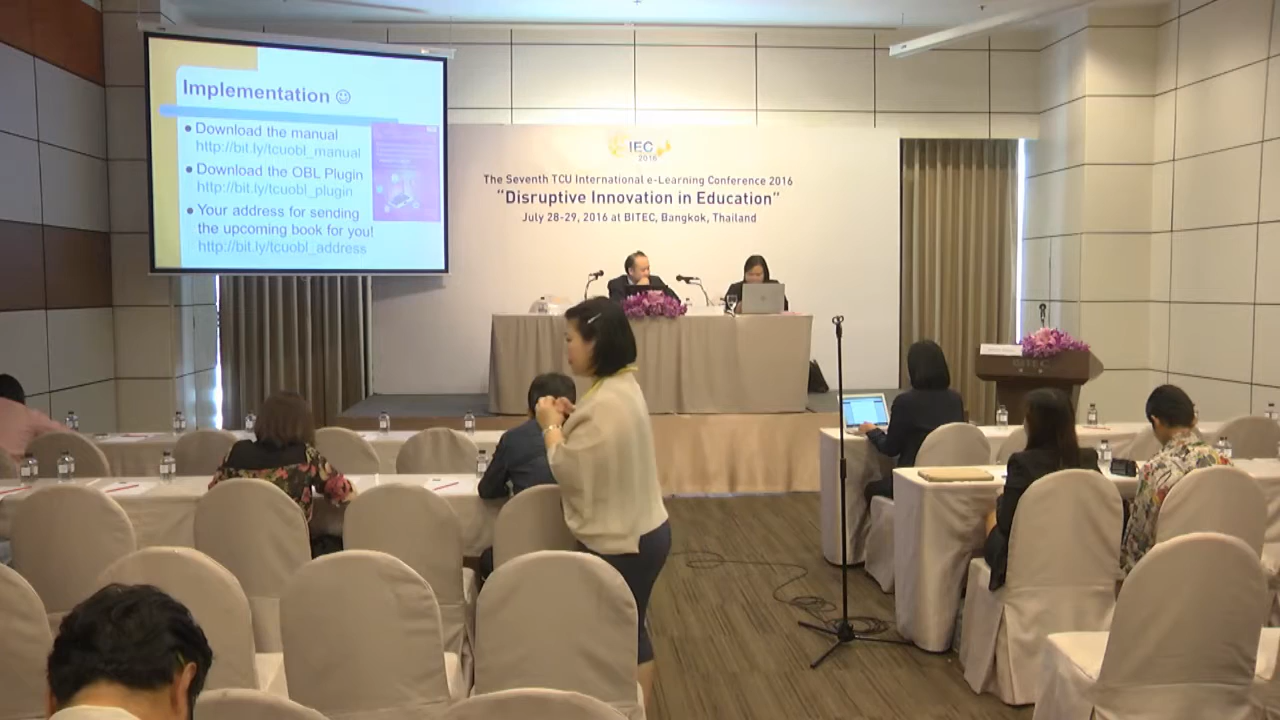 Implementation ☺
● Download the manual
http://bit.ly/tcuobl_manual
● Download the OBL Plugin
http://bit.ly/tcuobl_plugin
● Your address for sending
the upcoming book for you!
http://bit.ly/tcuobl_address
IEC
2016
The Seventh TCU International e-Learning Conference 2016
"Disruptive Innovation in Education"
July 28-29, 2016 at BITEC, Bangkok, Thailand
BITEC